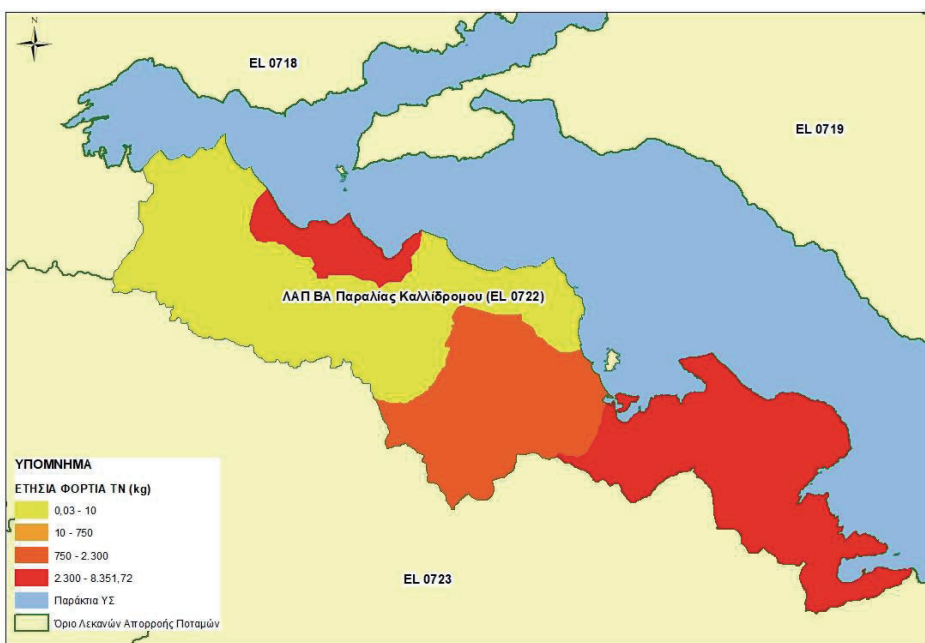 N
EL 0718
EL 0719
ΛΑΠ ΒΑ Παραλίας Καλλίδρομου (EL 0722)
EL 0723
ΥΠΟΜΝΗΜΑ
ΕΤΗΣΙΑ ΦΟΡΤΙΑ ΤΝ (kg)
0,03 - 10
10 - 750
750 - 2.300
2.300 - 8.351,72
Παράκτια ΥΣ
Όριο Λεκανών Απορροής Ποταμών